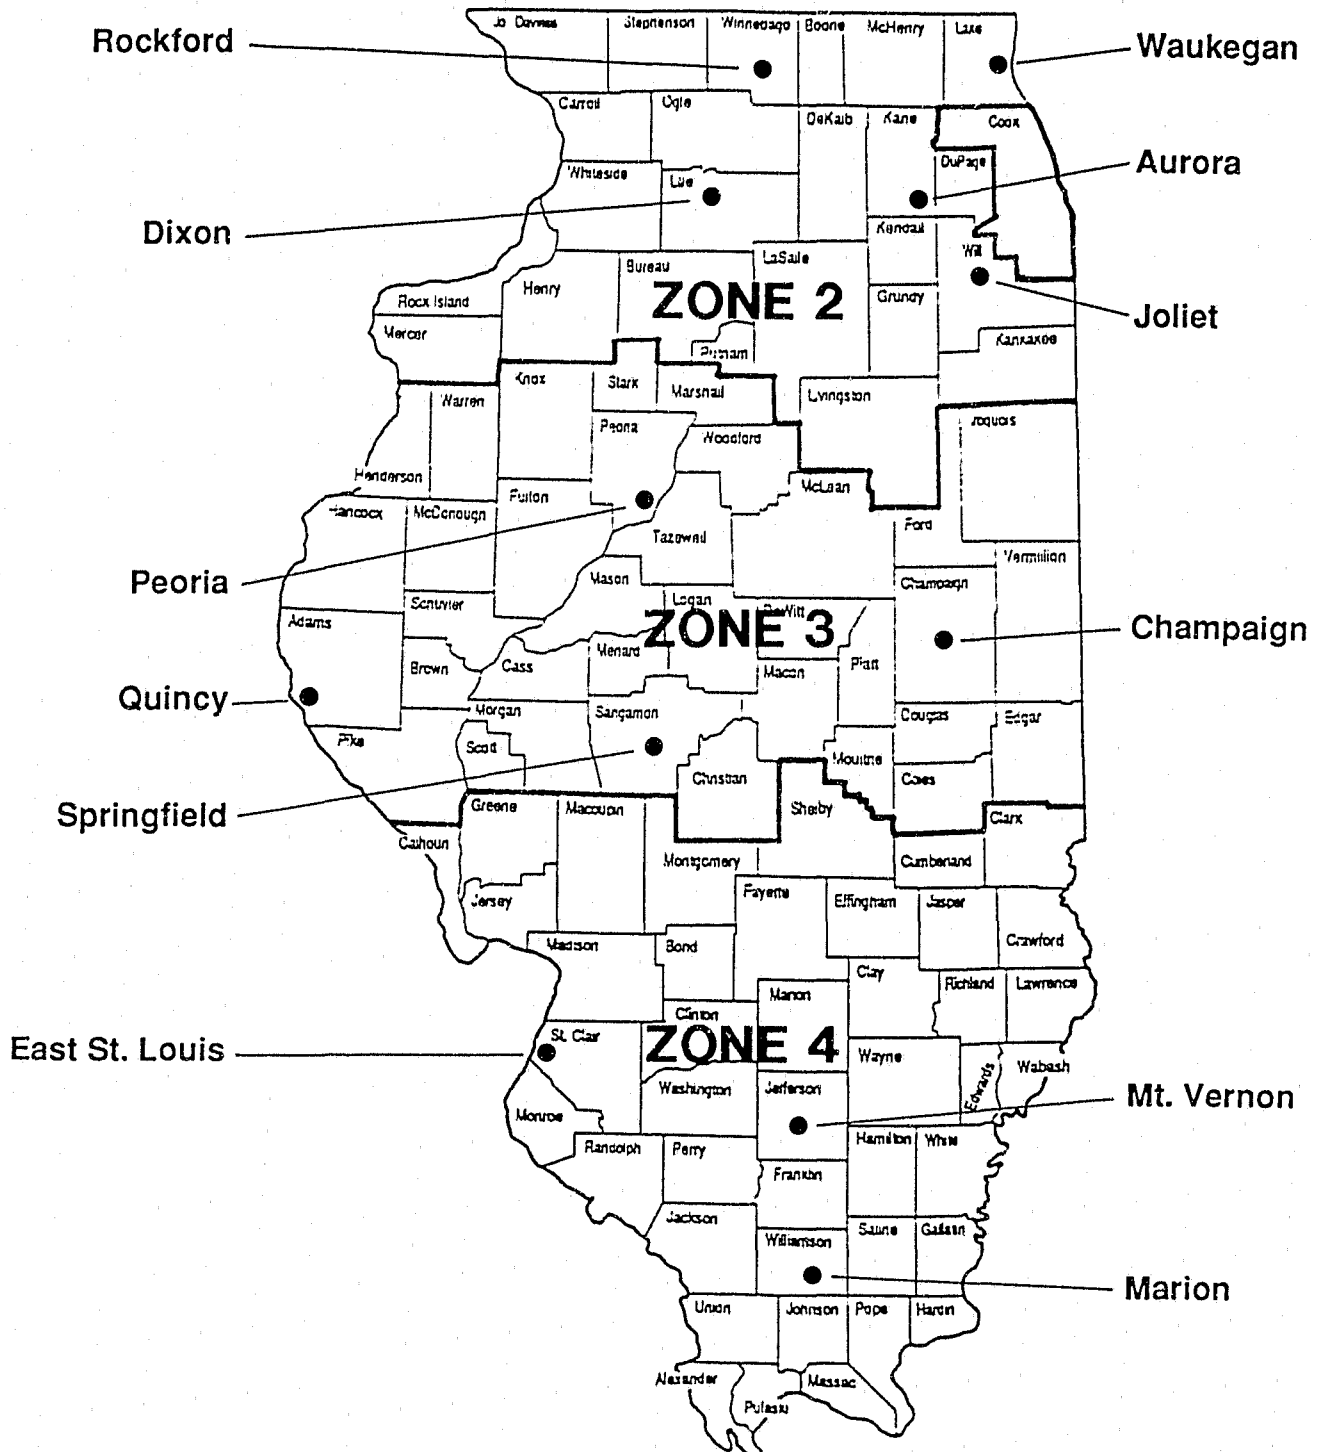 Jo Daviess Stephenson Winnebago Boone McHenry Lake
Rockford
Waukegan
Carroll Ogle DeKalb Kane Cook
DuPage
Aurora
Whiteside Lee
Dixon
Kendall
Will
LaSalle
Bureau
Henry
ZONE 2
Rock Island
Grundy
Joliet
Mercer
Putnam
Kankakee
Knox Stark Marshall Livingston
Warren
Peoria Woodford Iroquois
Henderson
McLean
Fulton
Hancock McDonough
Ford
Tazewell
Vermilion
Peoria
Mason
Champaign
Schuyler Logan
DeWitt
Adams
ZONE 3
Champaign
Menard
Brown Cass Piatt
Macon
Quincy
Morgan Sangamon Douglas Edgar
Pike
Scott
Moultrie
Christian Coles
Springfield
Greene Macoupin Shelby
Clark
Calhoun
Montgomery Cumberland
Fayette
Jersey Effingham Jasper
Madison Bond Crawford
Clay
Richland Lawrence
Marion
Clinton
East St. Louis
St. Clair
ZONE 4
Wayne
Wabash
Edwards
Washington Jefferson
Mt. Vernon
Monroe
Randolph Perry Hamilton White
Franklin
Jackson
Saline Gallatin
Williamson
Marion
Union Johnson Pope Hardin
Alexander Massac
Pulaski